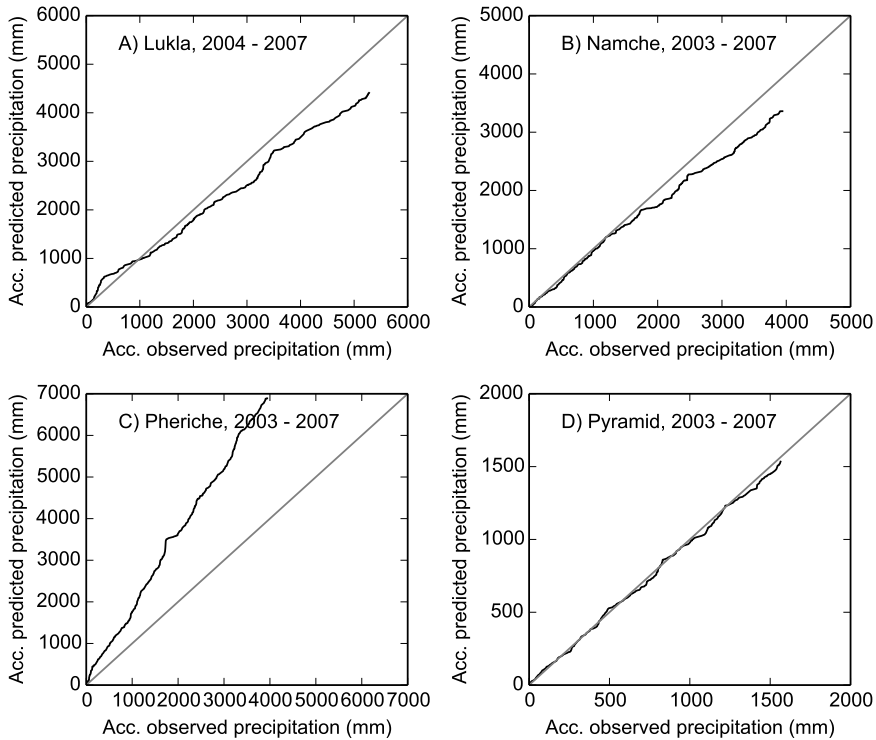 A) Lukla, 2004 - 2007
Acc. predicted precipitation (mm)
6000
5000
4000
3000
2000
1000
0
0 1000 2000 3000 4000 5000 6000
Acc. observed precipitation (mm)
B) Namche, 2003 - 2007
Acc. predicted precipitation (mm)
5000
4000
3000
2000
1000
0
0 1000 2000 3000 4000 5000
Acc. observed precipitation (mm)
C) Pheriche, 2003 - 2007
Acc. predicted precipitation (mm)
7000
6000
5000
4000
3000
2000
1000
0
0 1000 2000 3000 4000 5000 6000 7000
Acc. observed precipitation (mm)
D) Pyramid, 2003 - 2007
Acc. predicted precipitation (mm)
2000
1500
1000
500
0
0 500 1000 1500 2000
Acc. observed precipitation (mm)